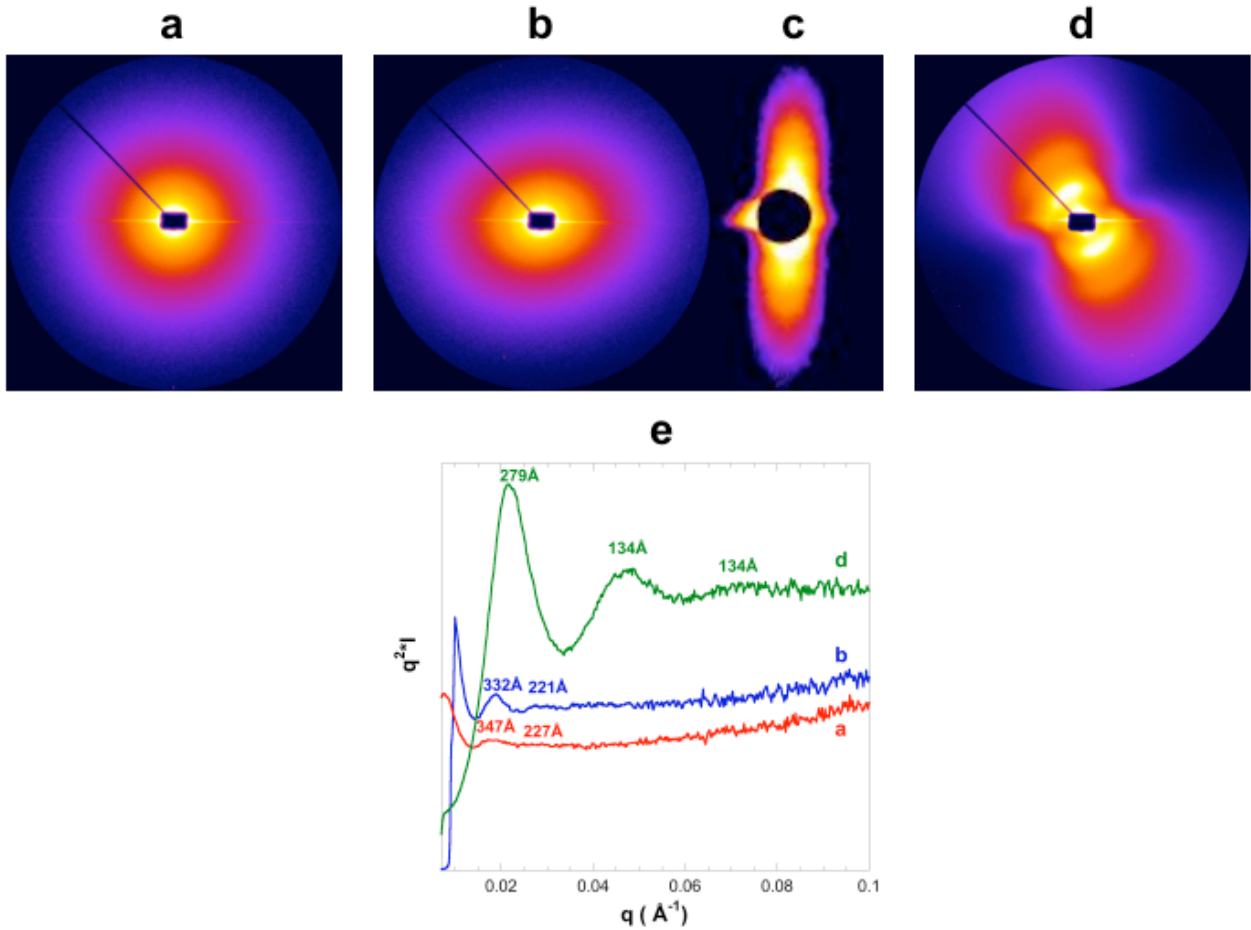 a
b
c
d
e
279Å
134Å
134Å
d
332Å
221Å
b
347Å
227Å
a
q²*I
0.02
0.04
0.06
0.08
0.1
q ( Å⁻¹)